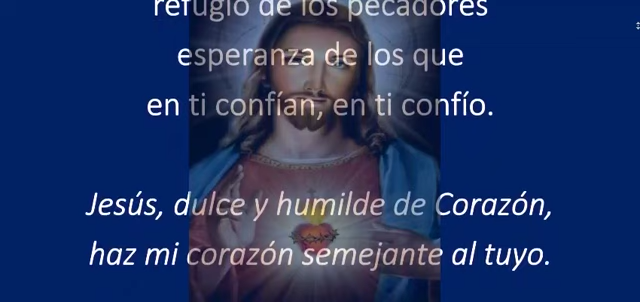 refugio de los pecadores
esperanza de los que
en ti confían, en ti confío.
Jesús, dulce y humilde de Corazón,
haz mi corazón semejante al tuyo.